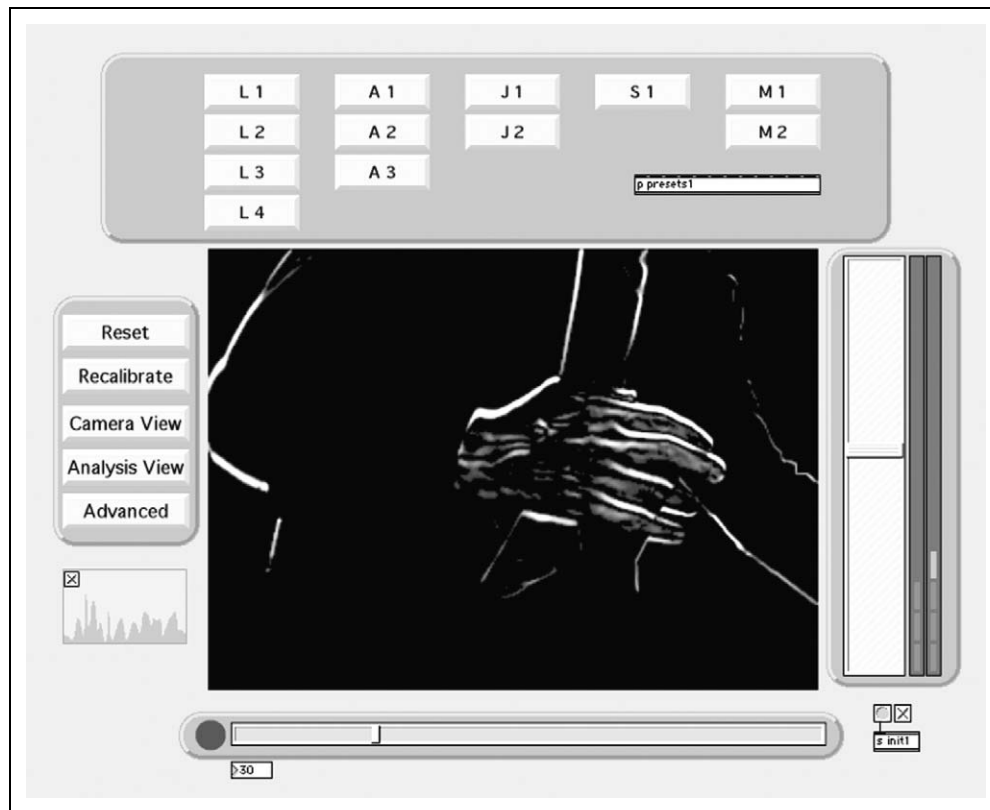 L 1 A 1 J 1 S 1 M 1
L 2 A 2 J 2 M 2
L 3 A 3
p presets1
L 4
Reset
Recalibrate
Camera View
Analysis View
Advanced
30
s init1